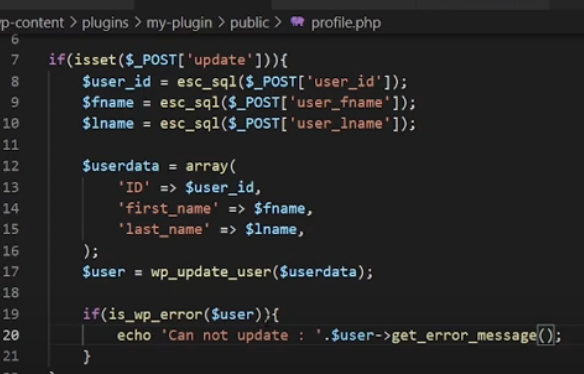 wp-content > plugins > my-plugin > public > profile.php
6
7 if(isset($_POST['update'])){
8 $user_id = esc_sql($_POST['user_id']);
9 $fname = esc_sql($_POST['user_fname']);
10 $lname = esc_sql($_POST['user_lname']);
11
12 $userdata = array(
13 'ID' => $user_id,
14 'first_name' => $fname,
15 'last_name' => $lname,
16 );
17 $user = wp_update_user($userdata);
18
19 if(is_wp_error($user)){
20 echo 'Can not update : '.$user->get_error_message();
21 }